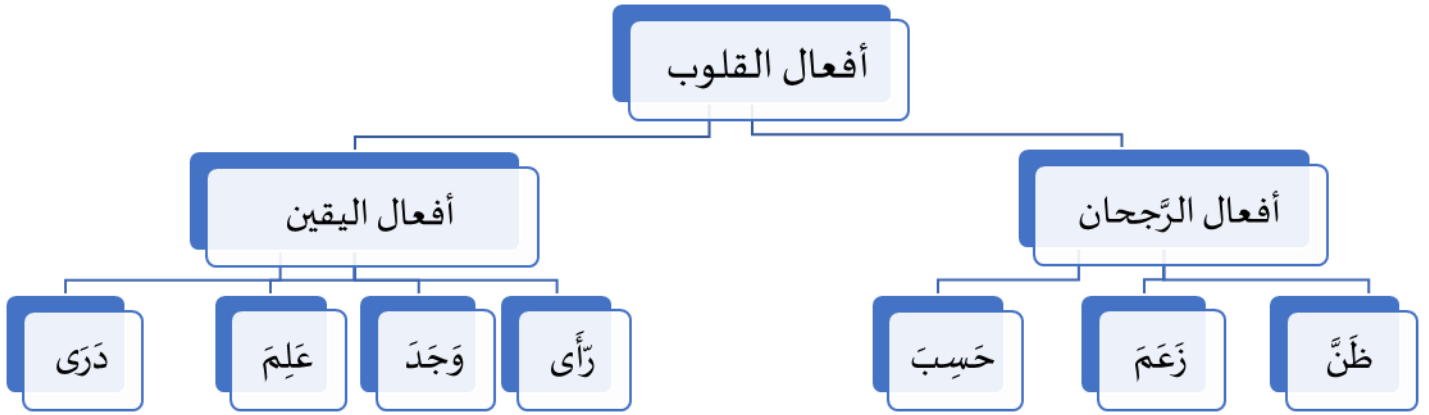 أفعال القلوب
أفعال الرَّجحان
أفعال اليقين
ظَنَّ
زَعَمَ
حَسِبَ
رّأَى
وَجَدَ
عَلِمَ
دَرَى